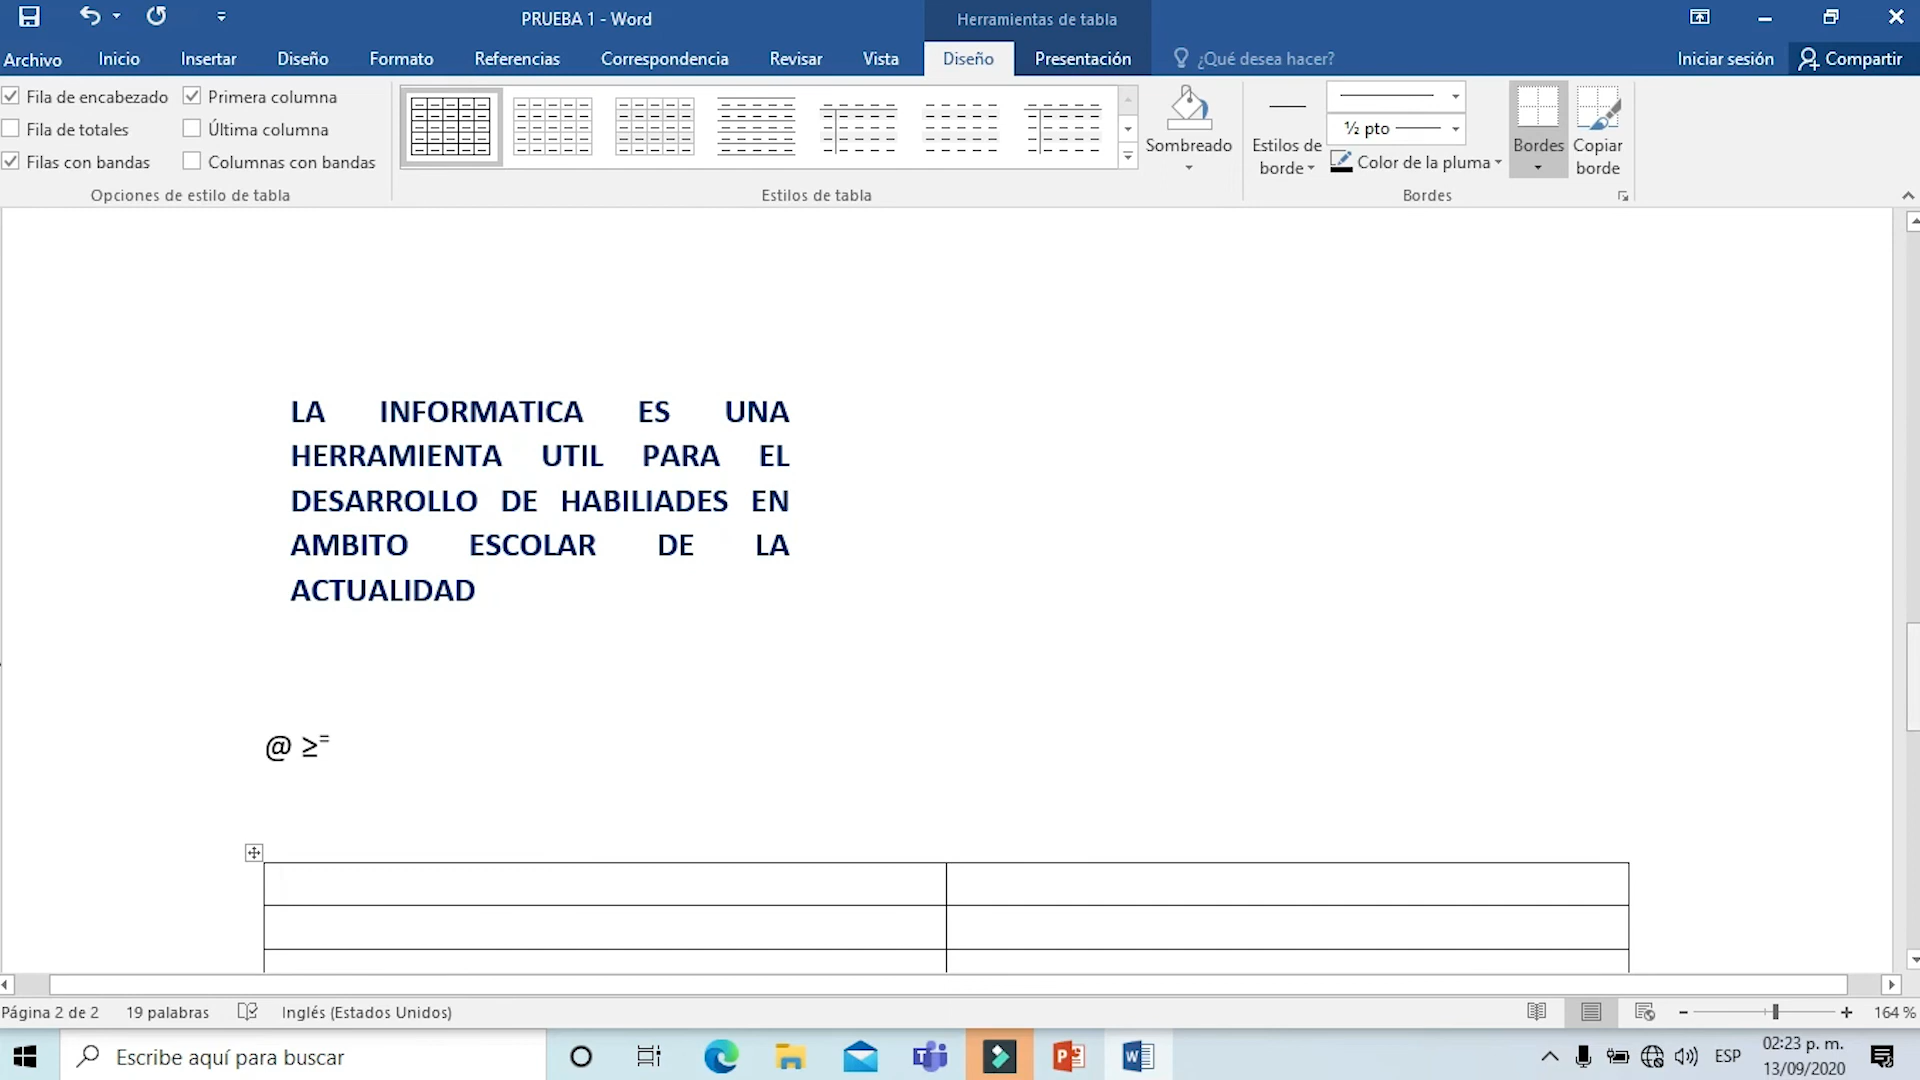 PRUEBA 1 - Word
Herramientas de tabla
Archivo Inicio Insertar Diseño Formato Referencias Correspondencia Revisar Vista Diseño Presentación ¿Qué desea hacer? Iniciar sesión Compartir
Fila de encabezado Primera columna
Fila de totales Última columna
Filas con bandas Columnas con bandas
Opciones de estilo de tabla
Estilos de tabla
Sombreado
Estilos de borde
½ pto
Color de la pluma
Bordes
Copiar borde
Bordes
LA INFORMATICA ES UNA
HERRAMIENTA UTIL PARA EL
DESARROLLO DE HABILIADES EN
AMBITO ESCOLAR DE LA
ACTUALIDAD
@ ≥=
Página 2 de 2 19 palabras Inglés (Estados Unidos) 164 %
Escribe aquí para buscar
ESP
02:23 p. m.
13/09/2020